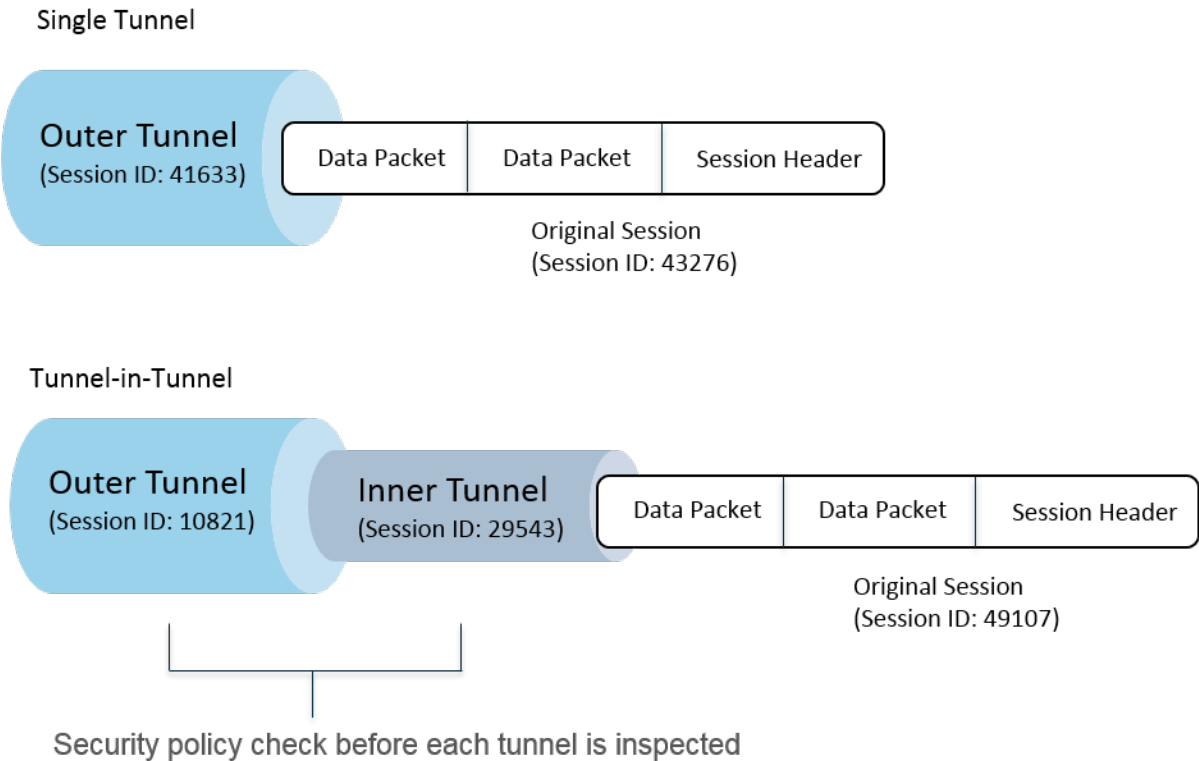 Single Tunnel
Outer Tunnel
(Session ID: 41633)
Data Packet
Data Packet
Session Header
Original Session
(Session ID: 43276)
Tunnel-in-Tunnel
Outer Tunnel
(Session ID: 10821)
Inner Tunnel
(Session ID: 29543)
Data Packet
Data Packet
Session Header
Original Session
(Session ID: 49107)
Security policy check before each tunnel is inspected